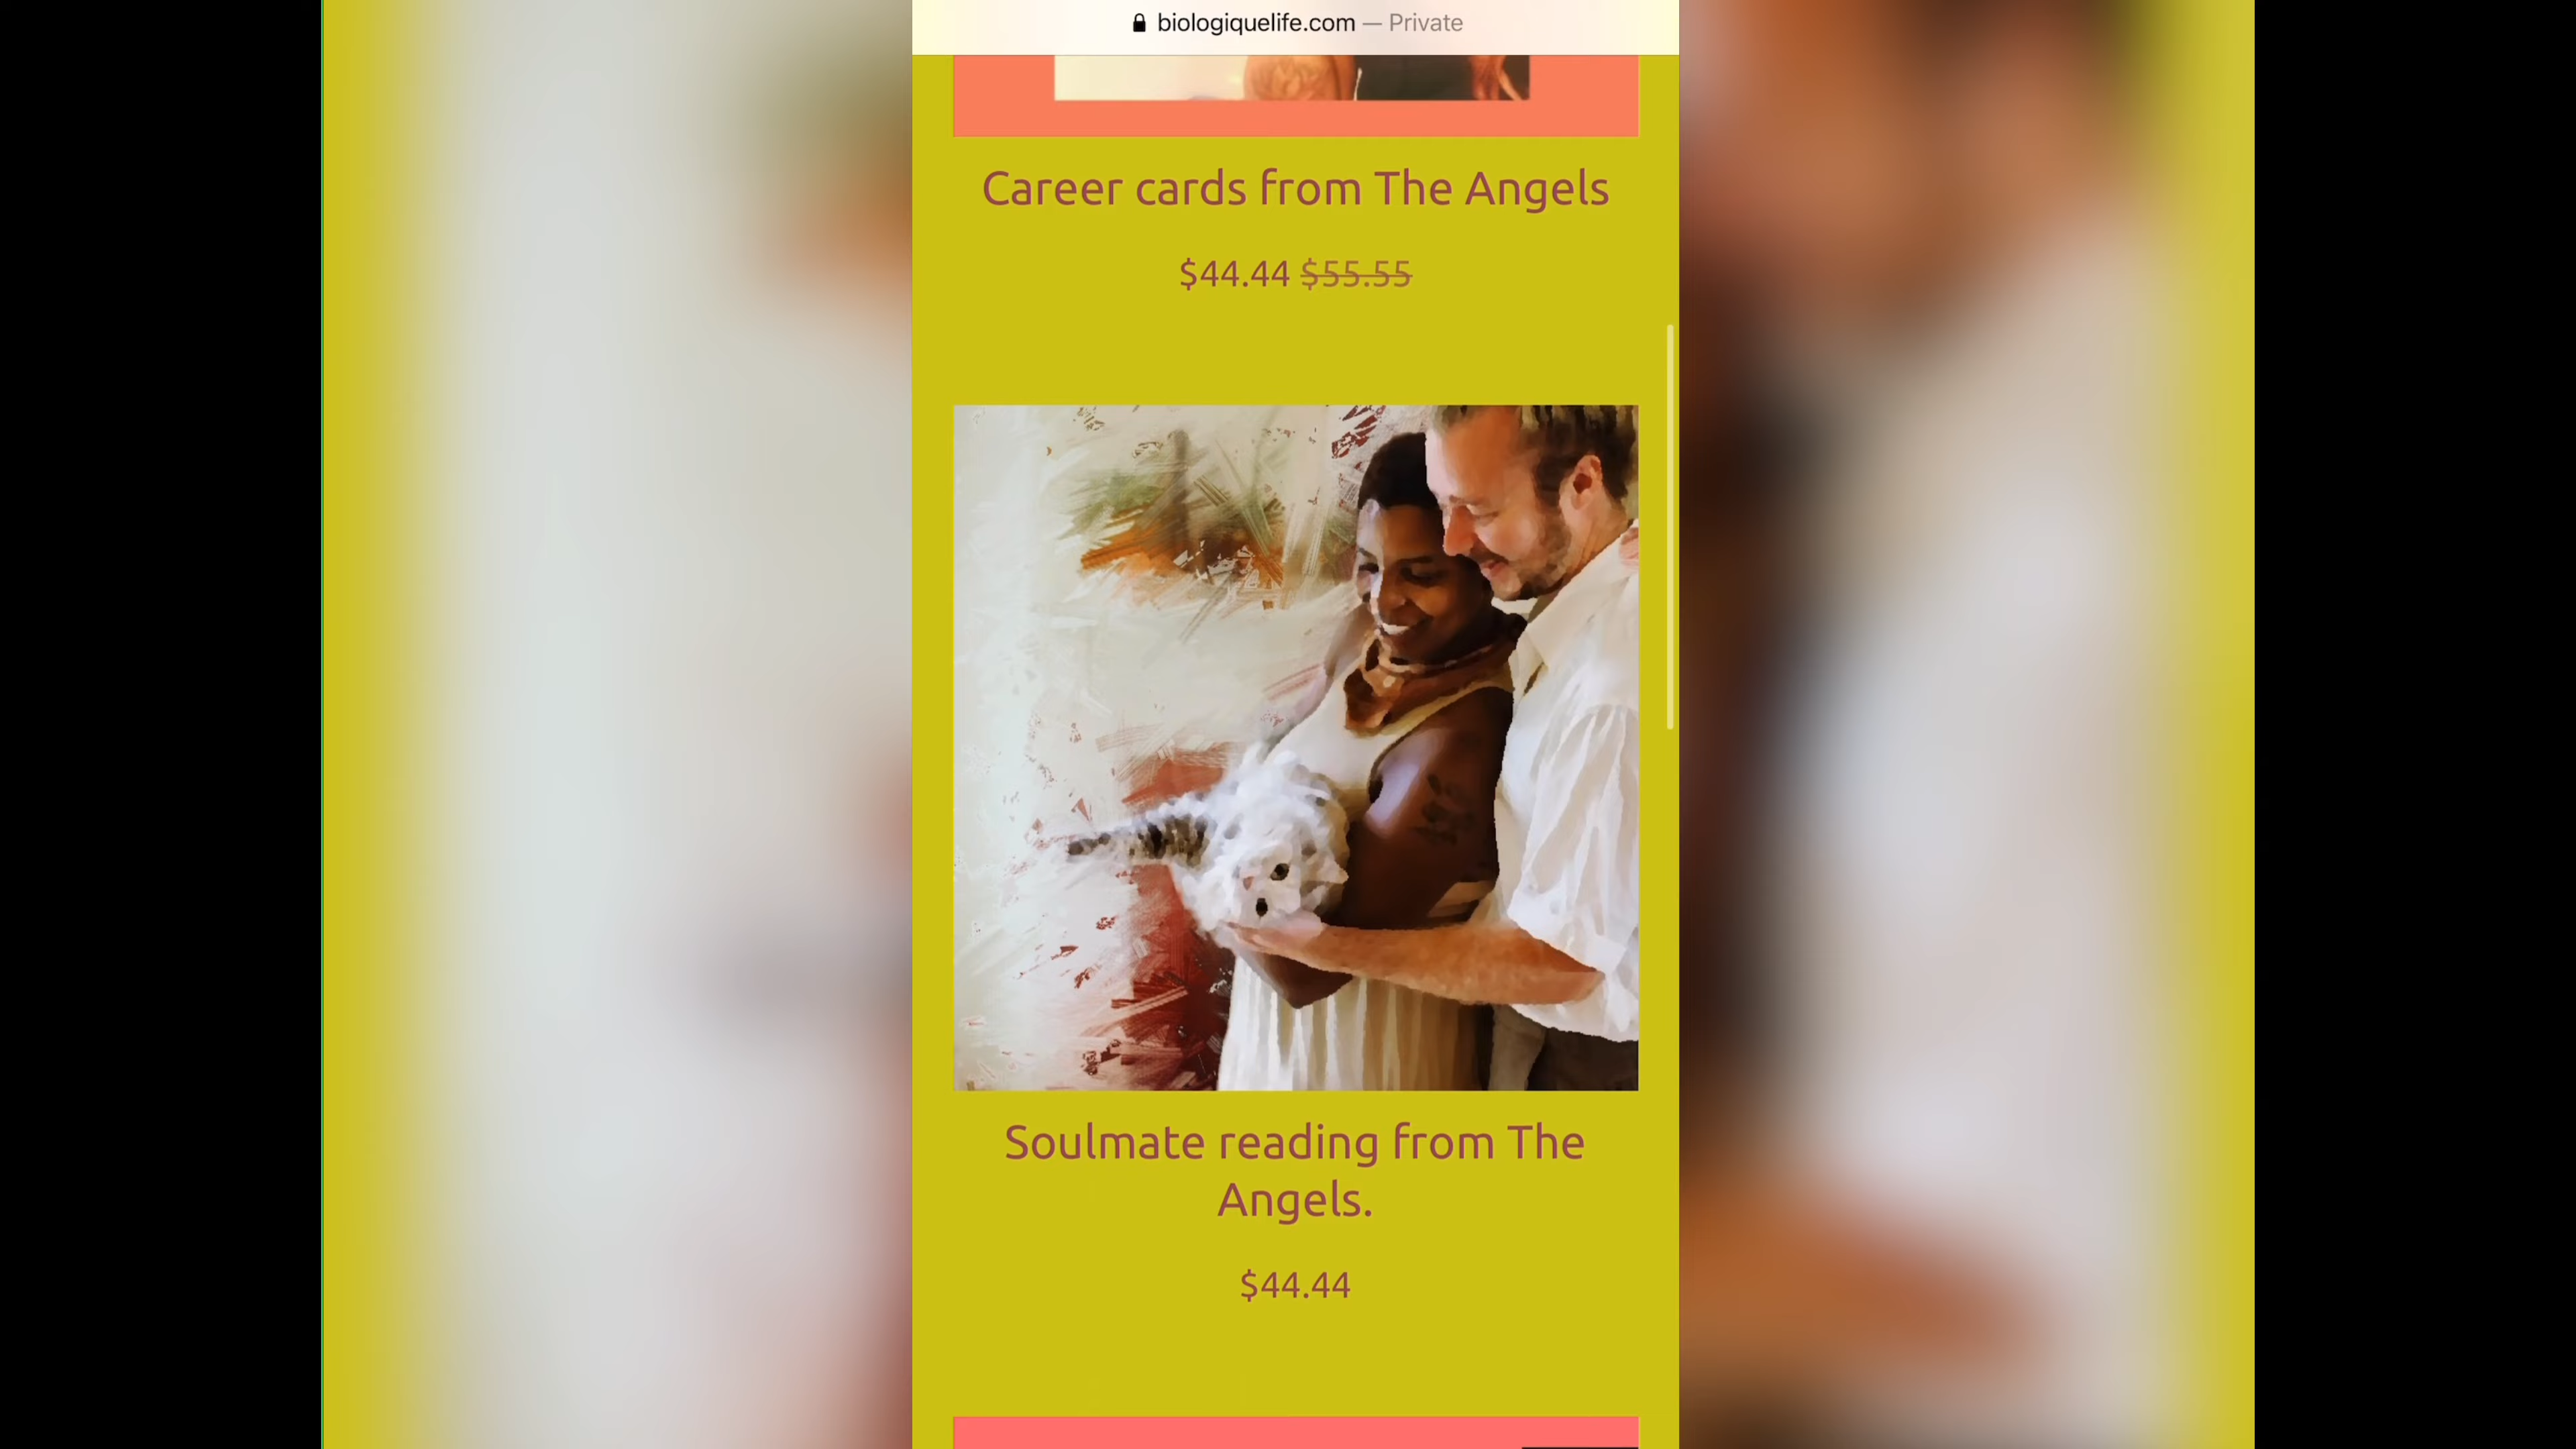 biologiquelife.com — Private
Career cards from The Angels
$44.44 $55.55
Soulmate reading from The
Angels.
$44.44